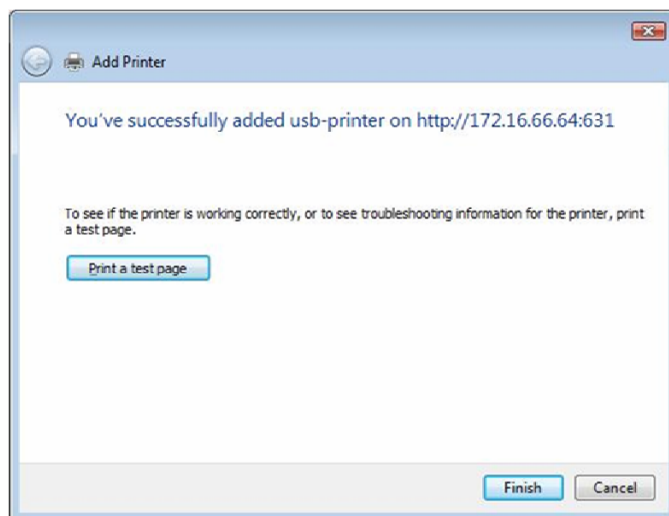 Add Printer
You've successfully added usb-printer on http://172.16.66.64:631
To see if the printer is working correctly, or to see troubleshooting information for the printer, print
a test page.
Print a test page
Finish
Cancel